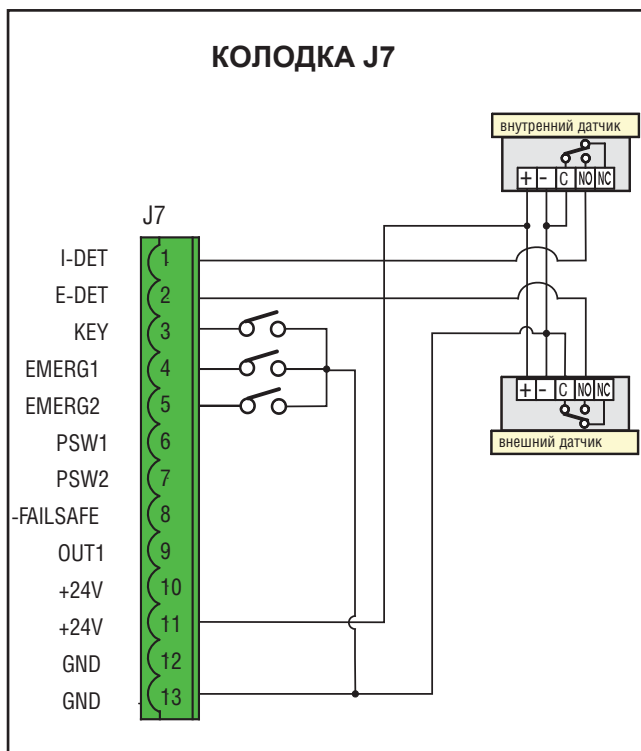 КОЛОДКА J7
внутренний датчик
+ - C NO NC
J7
I-DET 1
E-DET 2
KEY 3
EMERG1 4
EMERG2 5
PSW1 6
PSW2 7
-FAILSAFE 8
OUT1 9
+24V 10
+24V 11
GND 12
GND 13
+ - C NO NC
внешний датчик